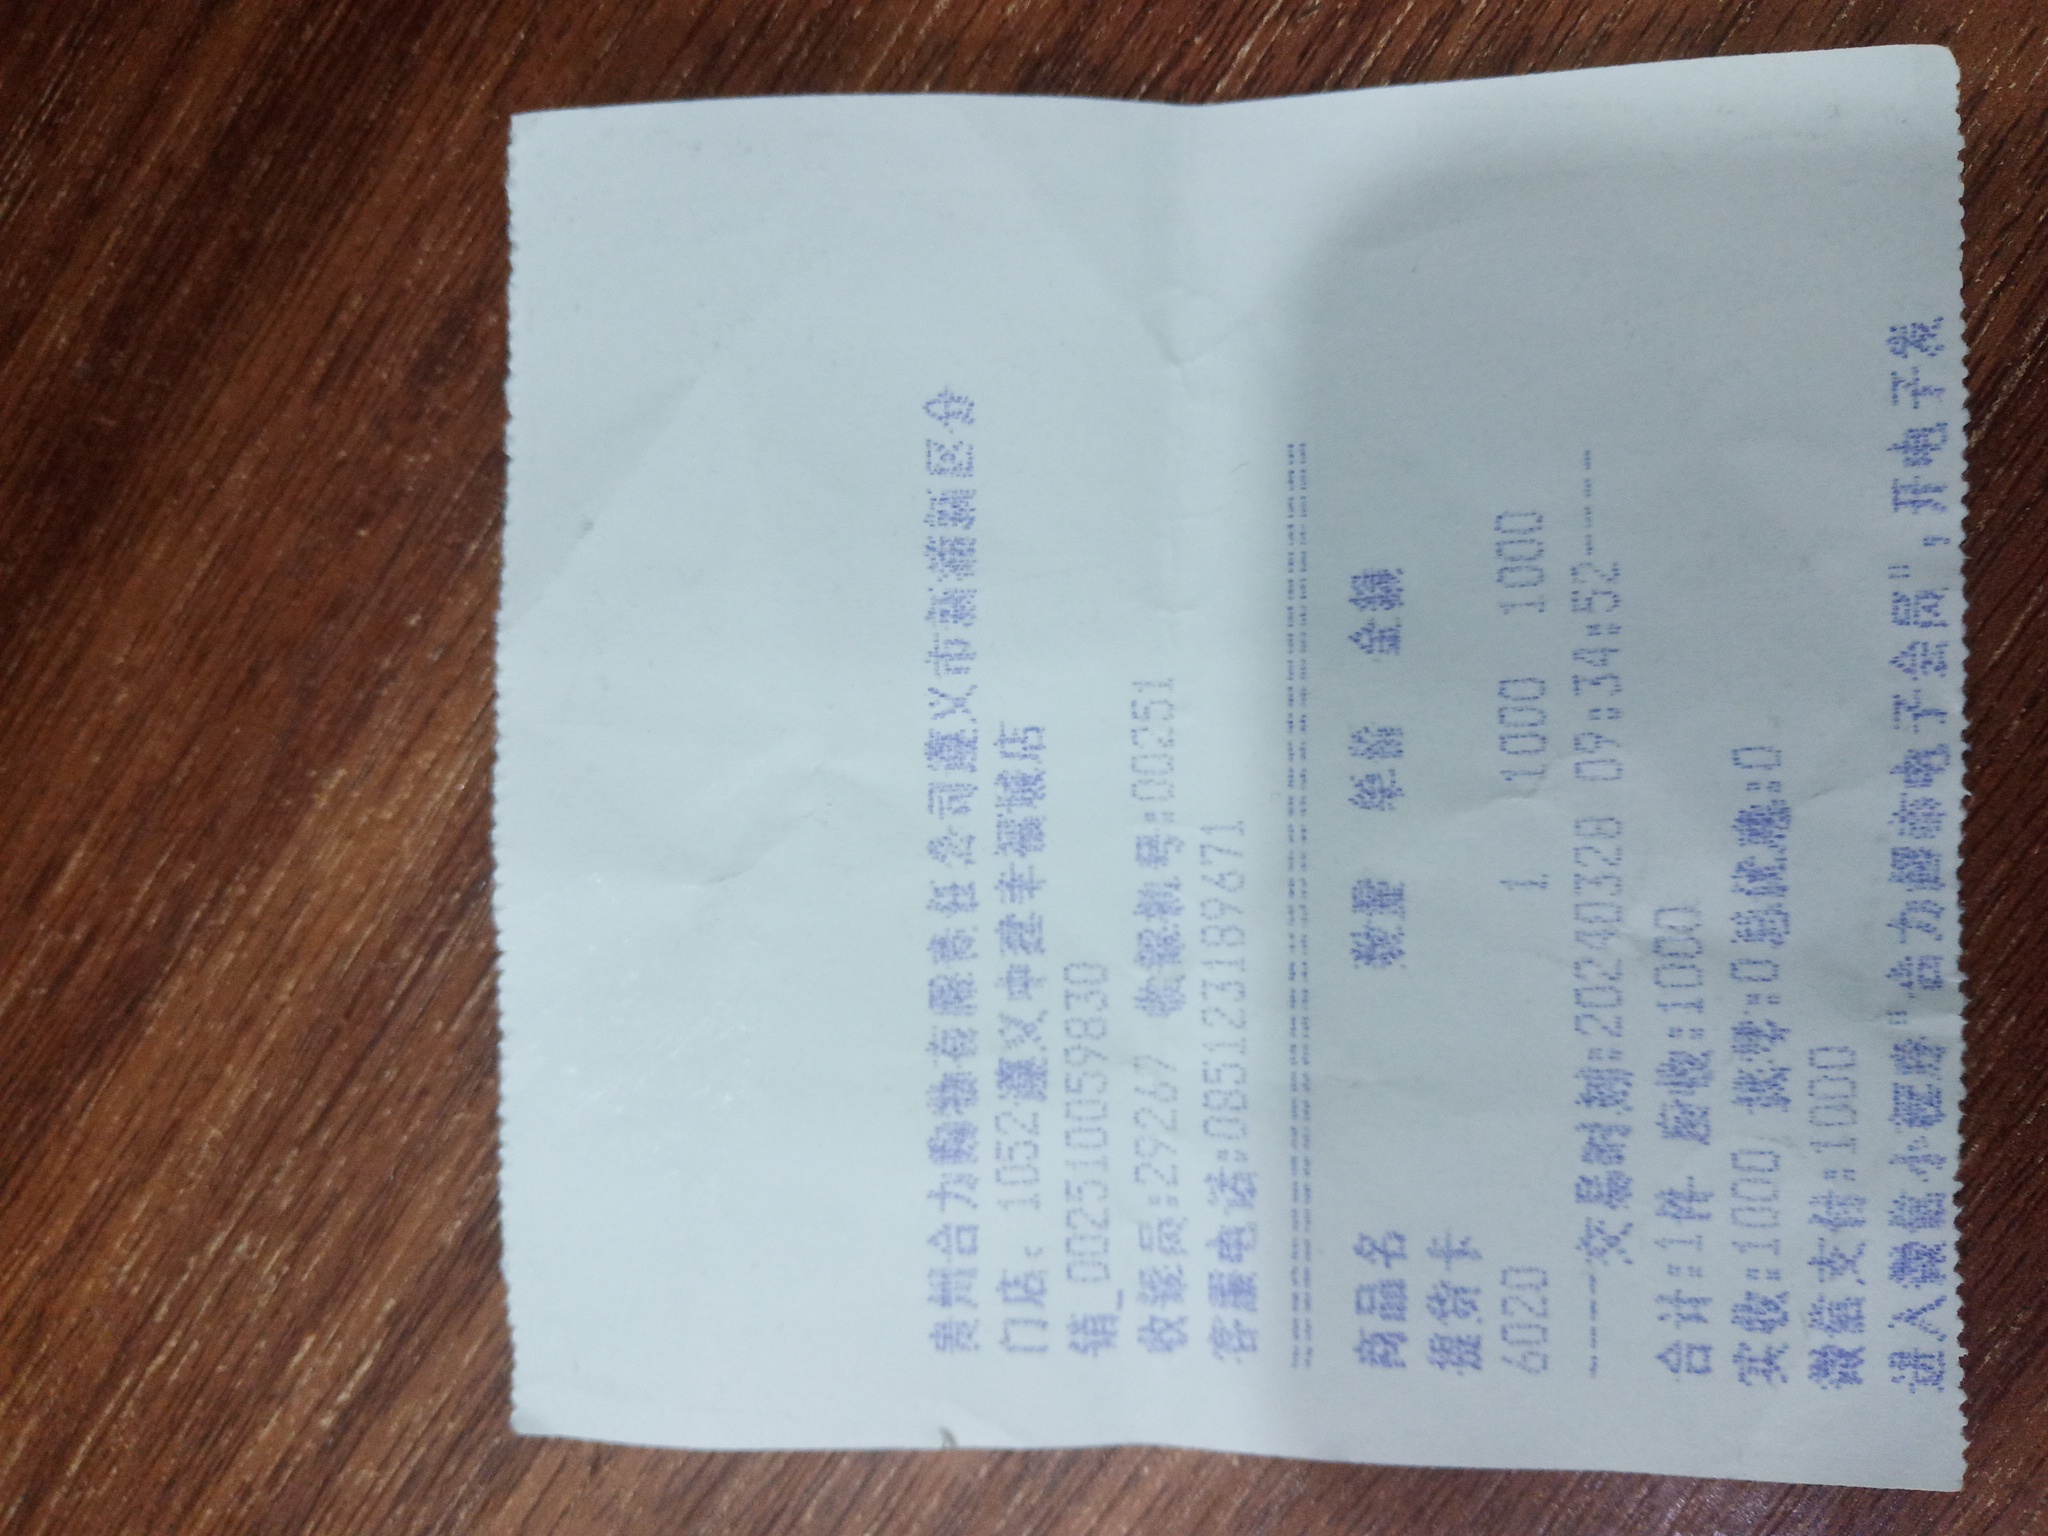 贵州合力购物有限责任公司遵义市新蒲新区分
门店: 1052遵义中建幸福城店
销_002510059830
收银员:29267 收银机号:00251
客服电话:085123189671
================================
商品名 数量 单价 金额
提货卡
6020 1 1000 1000
----交易时刻:20240328 09:34:52----
合计:1件 应收:1000
实收:1000 找零:0总优惠:0
微信支付:1000
进入微信小程序"合力超市电子会员",开电子发